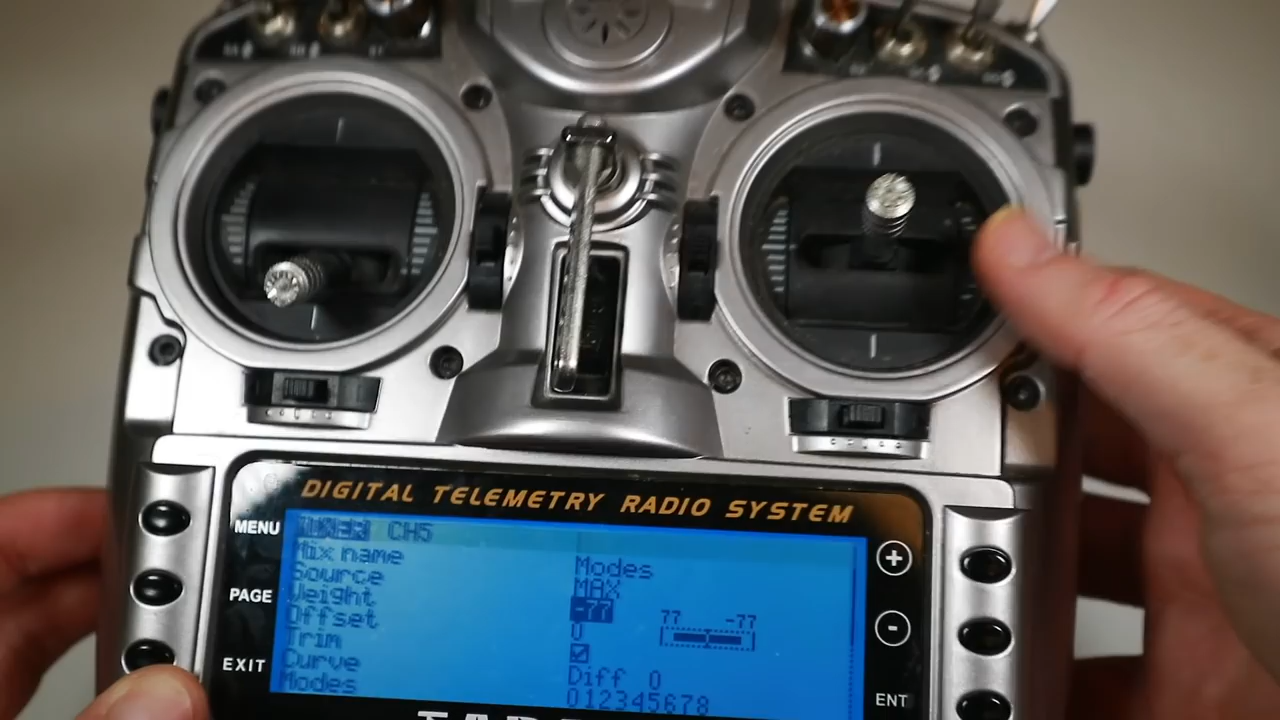 DIGITAL TELEMETRY RADIO SYSTEM
MENU
PAGE
EXIT
CH5
Mix name Modes
Source MAX
Weight -77
Offset 0
77 -77
Trim
Curve Diff 0
Modes 012345678
+
-
ENT